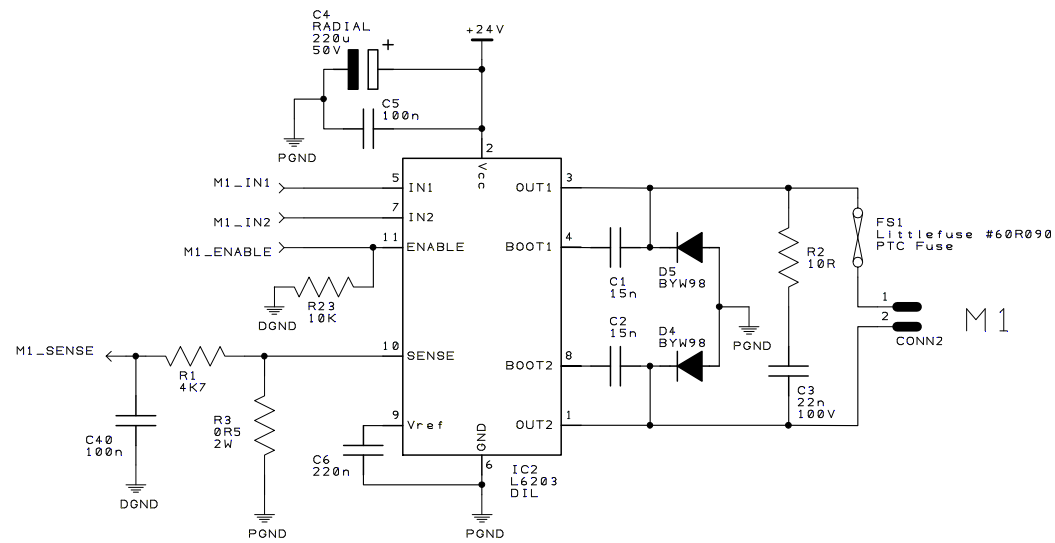 C4
RADIAL
220u
50V
+
+24V
C5
100n
PGND
2
Vcc
M1_IN1
5
IN1
OUT1
3
M1_IN2
7
IN2
M1_ENABLE
11
ENABLE
BOOT1
4
FS1
Littlefuse #60R090
PTC Fuse
R2
10R
D5
BYW98
C1
15n
R23
10K
DGND
1
2
M1
CONN2
C2
15n
D4
BYW98
PGND
M1_SENSE
10
SENSE
BOOT2
8
R1
4K7
C3
22n
100V
R3
0R5
2W
9
Vref
OUT2
1
GND
6
C40
100n
C6
220n
IC2
L6203
DIL
DGND
PGND
PGND